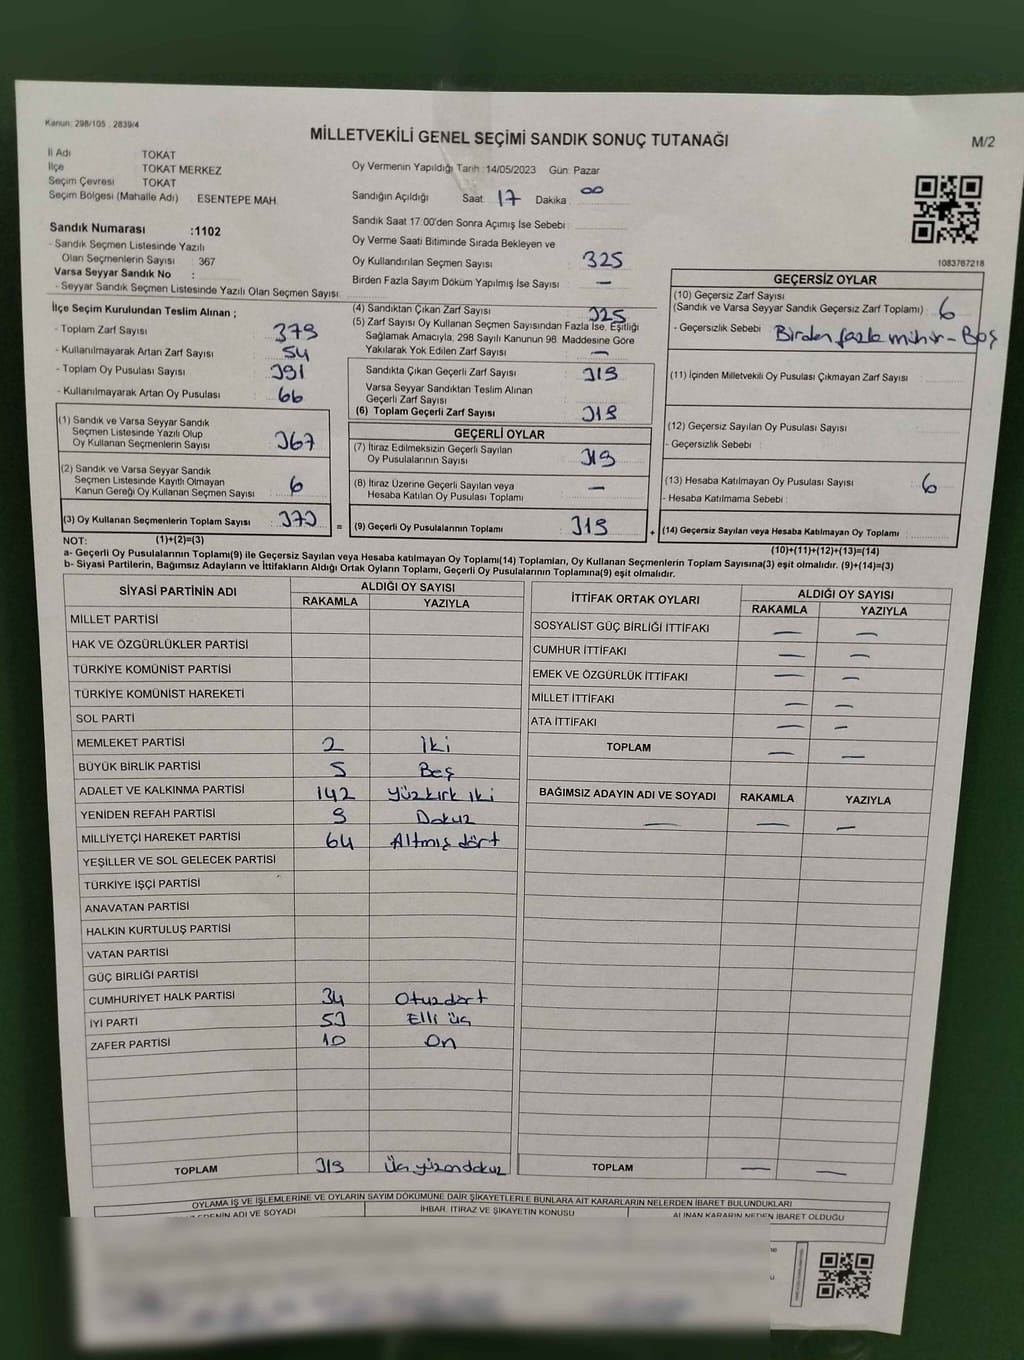 Kanun: 298/105 , 2839/4
MİLLETVEKİLİ GENEL SEÇİMİ SANDIK SONUÇ TUTANAĞI
M/2
İl Adı TOKAT
İlçe TOKAT MERKEZ
Seçim Çevresi TOKAT
Seçim Bölgesi (Mahalle Adı) ESENTEPE MAH.
Sandık Numarası :1102
- Sandık Seçmen Listesinde Yazılı
Olan Seçmenlerin Sayısı : 367
Varsa Seyyar Sandık No :
- Seyyar Sandık Seçmen Listesinde Yazılı Olan Seçmen Sayısı:
Oy Vermenin Yapıldığı Tarih :14/05/2023 Gün: Pazar
Sandığın Açıldığı Saat 17 Dakika 00
Sandık Saat 17.00'den Sonra Açımış İse Sebebi :
Oy Verme Saati Bitiminde Sırada Bekleyen ve
Oy Kullandırılan Seçmen Sayısı 325
Birden Fazla Sayım Döküm Yapılmış İse Sayısı : —
1083767218
İlçe Seçim Kurulundan Teslim Alınan ;
- Toplam Zarf Sayısı 379
- Kullanılmayarak Artan Zarf Sayısı : 54
- Toplam Oy Pusulası Sayısı : 391
- Kullanılmayarak Artan Oy Pusulası : 66
(1) Sandık ve Varsa Seyyar Sandık
Seçmen Listesinde Yazılı Olup
Oy Kullanan Seçmenlerin Sayısı : 367
(2) Sandık ve Varsa Seyyar Sandık
Seçmen Listesinde Kayıtlı Olmayan
Kanun Gereği Oy Kullanan Seçmen Sayısı : 6
(3) Oy Kullanan Seçmenlerin Toplam Sayısı : 373
(4) Sandıktan Çıkan Zarf Sayısı 325
(5) Zarf Sayısı Oy Kullanan Seçmen Sayısından Fazla İse, Eşitliği
Sağlamak Amacıyla, 298 Sayılı Kanunun 98. Maddesine Göre
Yakılarak Yok Edilen Zarf Sayısı : —
Sandıkta Çıkan Geçerli Zarf Sayısı : 319
Varsa Seyyar Sandıktan Teslim Alınan
Geçerli Zarf Sayısı :
(6) Toplam Geçerli Zarf Sayısı : 319
GEÇERLİ OYLAR
(7) İtiraz Edilmeksizin Geçerli Sayılan
Oy Pusulalarının Sayısı : 319
(8) İtiraz Üzerine Geçerli Sayılan veya
Hesaba Katılan Oy Pusulası Toplamı : —
= (9) Geçerli Oy Pusulalarının Toplamı : 319
GEÇERSİZ OYLAR
(10) Geçersiz Zarf Sayısı
(Sandık ve Varsa Seyyar Sandık Geçersiz Zarf Toplamı) : 6
- Geçersizlik Sebebi : Birden fazla mühür - Boş
(11) İçinden Milletvekili Oy Pusulası Çıkmayan Zarf Sayısı :
(12) Geçersiz Sayılan Oy Pusulası Sayısı :
- Geçersizlik Sebebi :
(13) Hesaba Katılmayan Oy Pusulası Sayısı : 6
- Hesaba Katılmama Sebebi :
+ (14) Geçersiz Sayılan veya Hesaba Katılmayan Oy Toplamı :
NOT: (1)+(2)=(3)
(10)+(11)+(12)+(13)=(14)
a- Geçerli Oy Pusulalarının Toplamı(9) ile Geçersiz Sayılan veya Hesaba katılmayan Oy Toplamı(14) Toplamları, Oy Kullanan Seçmenlerin Toplam Sayısına(3) eşit olmalıdır. (9)+(14)=(3)
b- Siyasi Partilerin, Bağımsız Adayların ve İttifakların Aldığı Ortak Oyların Toplamı, Geçerli Oy Pusulalarının Toplamına(9) eşit olmalıdır.
SİYASİ PARTİNİN ADI ALDIĞI OY SAYISI
RAKAMLA YAZIYLA
MİLLET PARTİSİ
HAK VE ÖZGÜRLÜKLER PARTİSİ
TÜRKİYE KOMÜNİST PARTİSİ
TÜRKİYE KOMÜNİST HAREKETİ
SOL PARTİ
MEMLEKET PARTİSİ 2 İki
BÜYÜK BİRLİK PARTİSİ 5 Beş
ADALET VE KALKINMA PARTİSİ 142 Yüzkırk iki
YENİDEN REFAH PARTİSİ 9 Dokuz
MİLLİYETÇİ HAREKET PARTİSİ 64 Altmış dört
YEŞİLLER VE SOL GELECEK PARTİSİ
TÜRKİYE İŞÇİ PARTİSİ
ANAVATAN PARTİSİ
HALKIN KURTULUŞ PARTİSİ
VATAN PARTİSİ
GÜÇ BİRLİĞİ PARTİSİ
CUMHURİYET HALK PARTİSİ 34 Otuzdört
İYİ PARTİ 53 Elli üç
ZAFER PARTİSİ 10 On
TOPLAM 319 Üç yüzondokuz
İTTİFAK ORTAK OYLARI ALDIĞI OY SAYISI
RAKAMLA YAZIYLA
SOSYALİST GÜÇ BİRLİĞİ İTTİFAKI — —
CUMHUR İTTİFAKI — —
EMEK VE ÖZGÜRLÜK İTTİFAKI — —
MİLLET İTTİFAKI — —
ATA İTTİFAKI — —
TOPLAM — —
BAĞIMSIZ ADAYIN ADI VE SOYADI RAKAMLA YAZIYLA
— — —
TOPLAM — —
OYLAMA İŞ VE İŞLEMLERİNE VE OYLARIN SAYIM DÖKÜMÜNE DAİR ŞİKAYETLERLE BUNLARA AİT KARARLARIN NELERDEN İBARET BULUNDUKLARI
ADI VE SOYADI İHBAR, İTİRAZ VE ŞİKAYETİN KONUSU ALINAN KARARIN NEDEN İBARET OLDUĞU